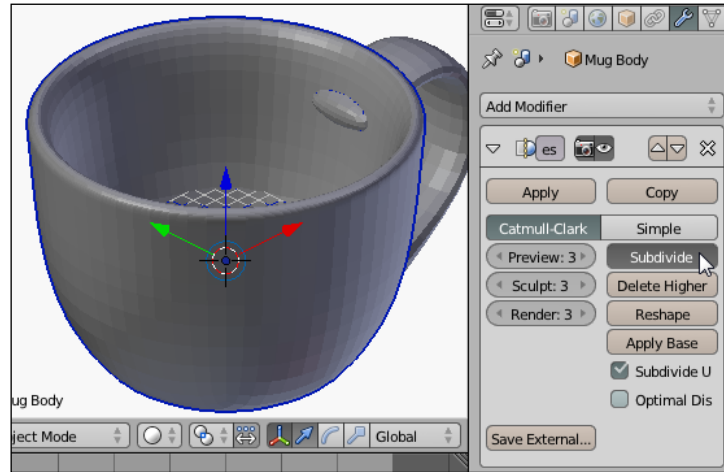 Mug Body
Add Modifier
es
Apply
Copy
Catmull-Clark
Simple
Preview: 3
Subdivide
Sculpt: 3
Delete Higher
Render: 3
Reshape
Apply Base
Subdivide U
Optimal Dis
ug Body
ject Mode
Global
Save External...